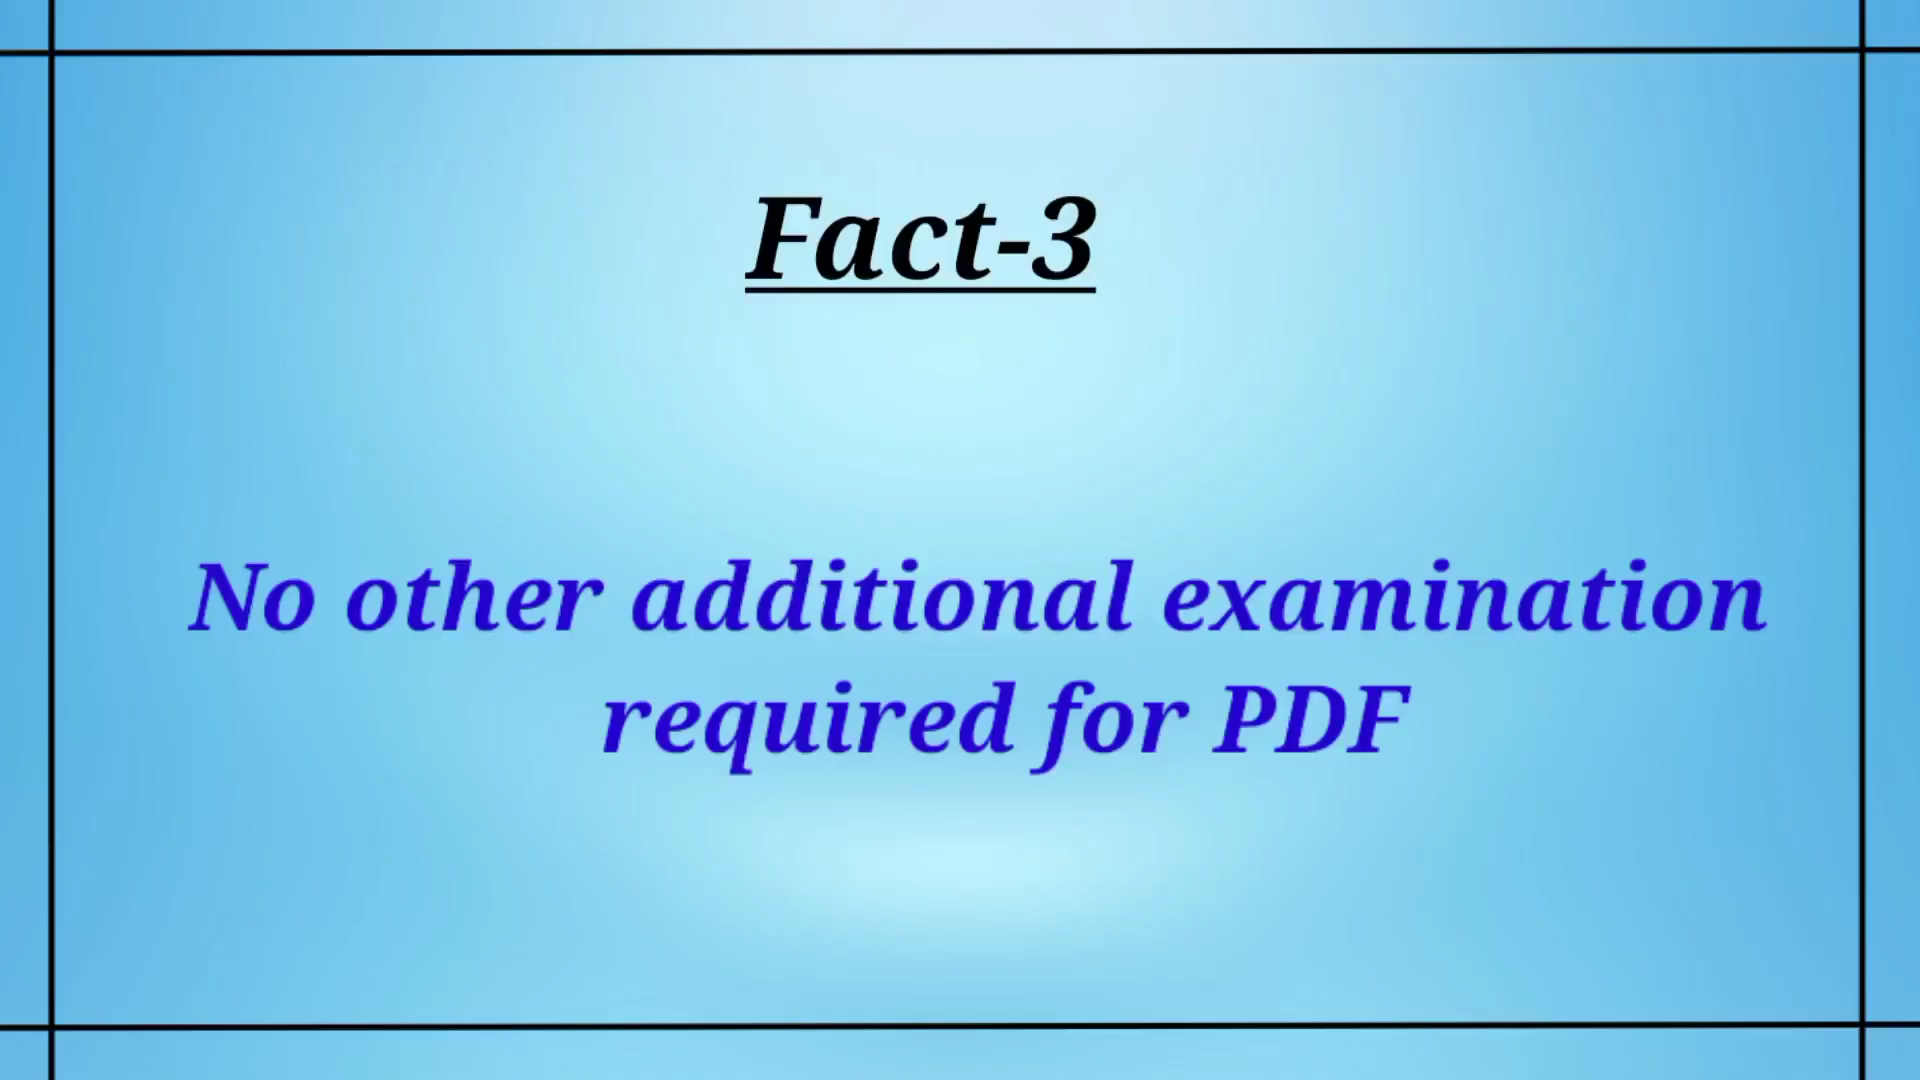 Fact-3
No other additional examination
required for PDF